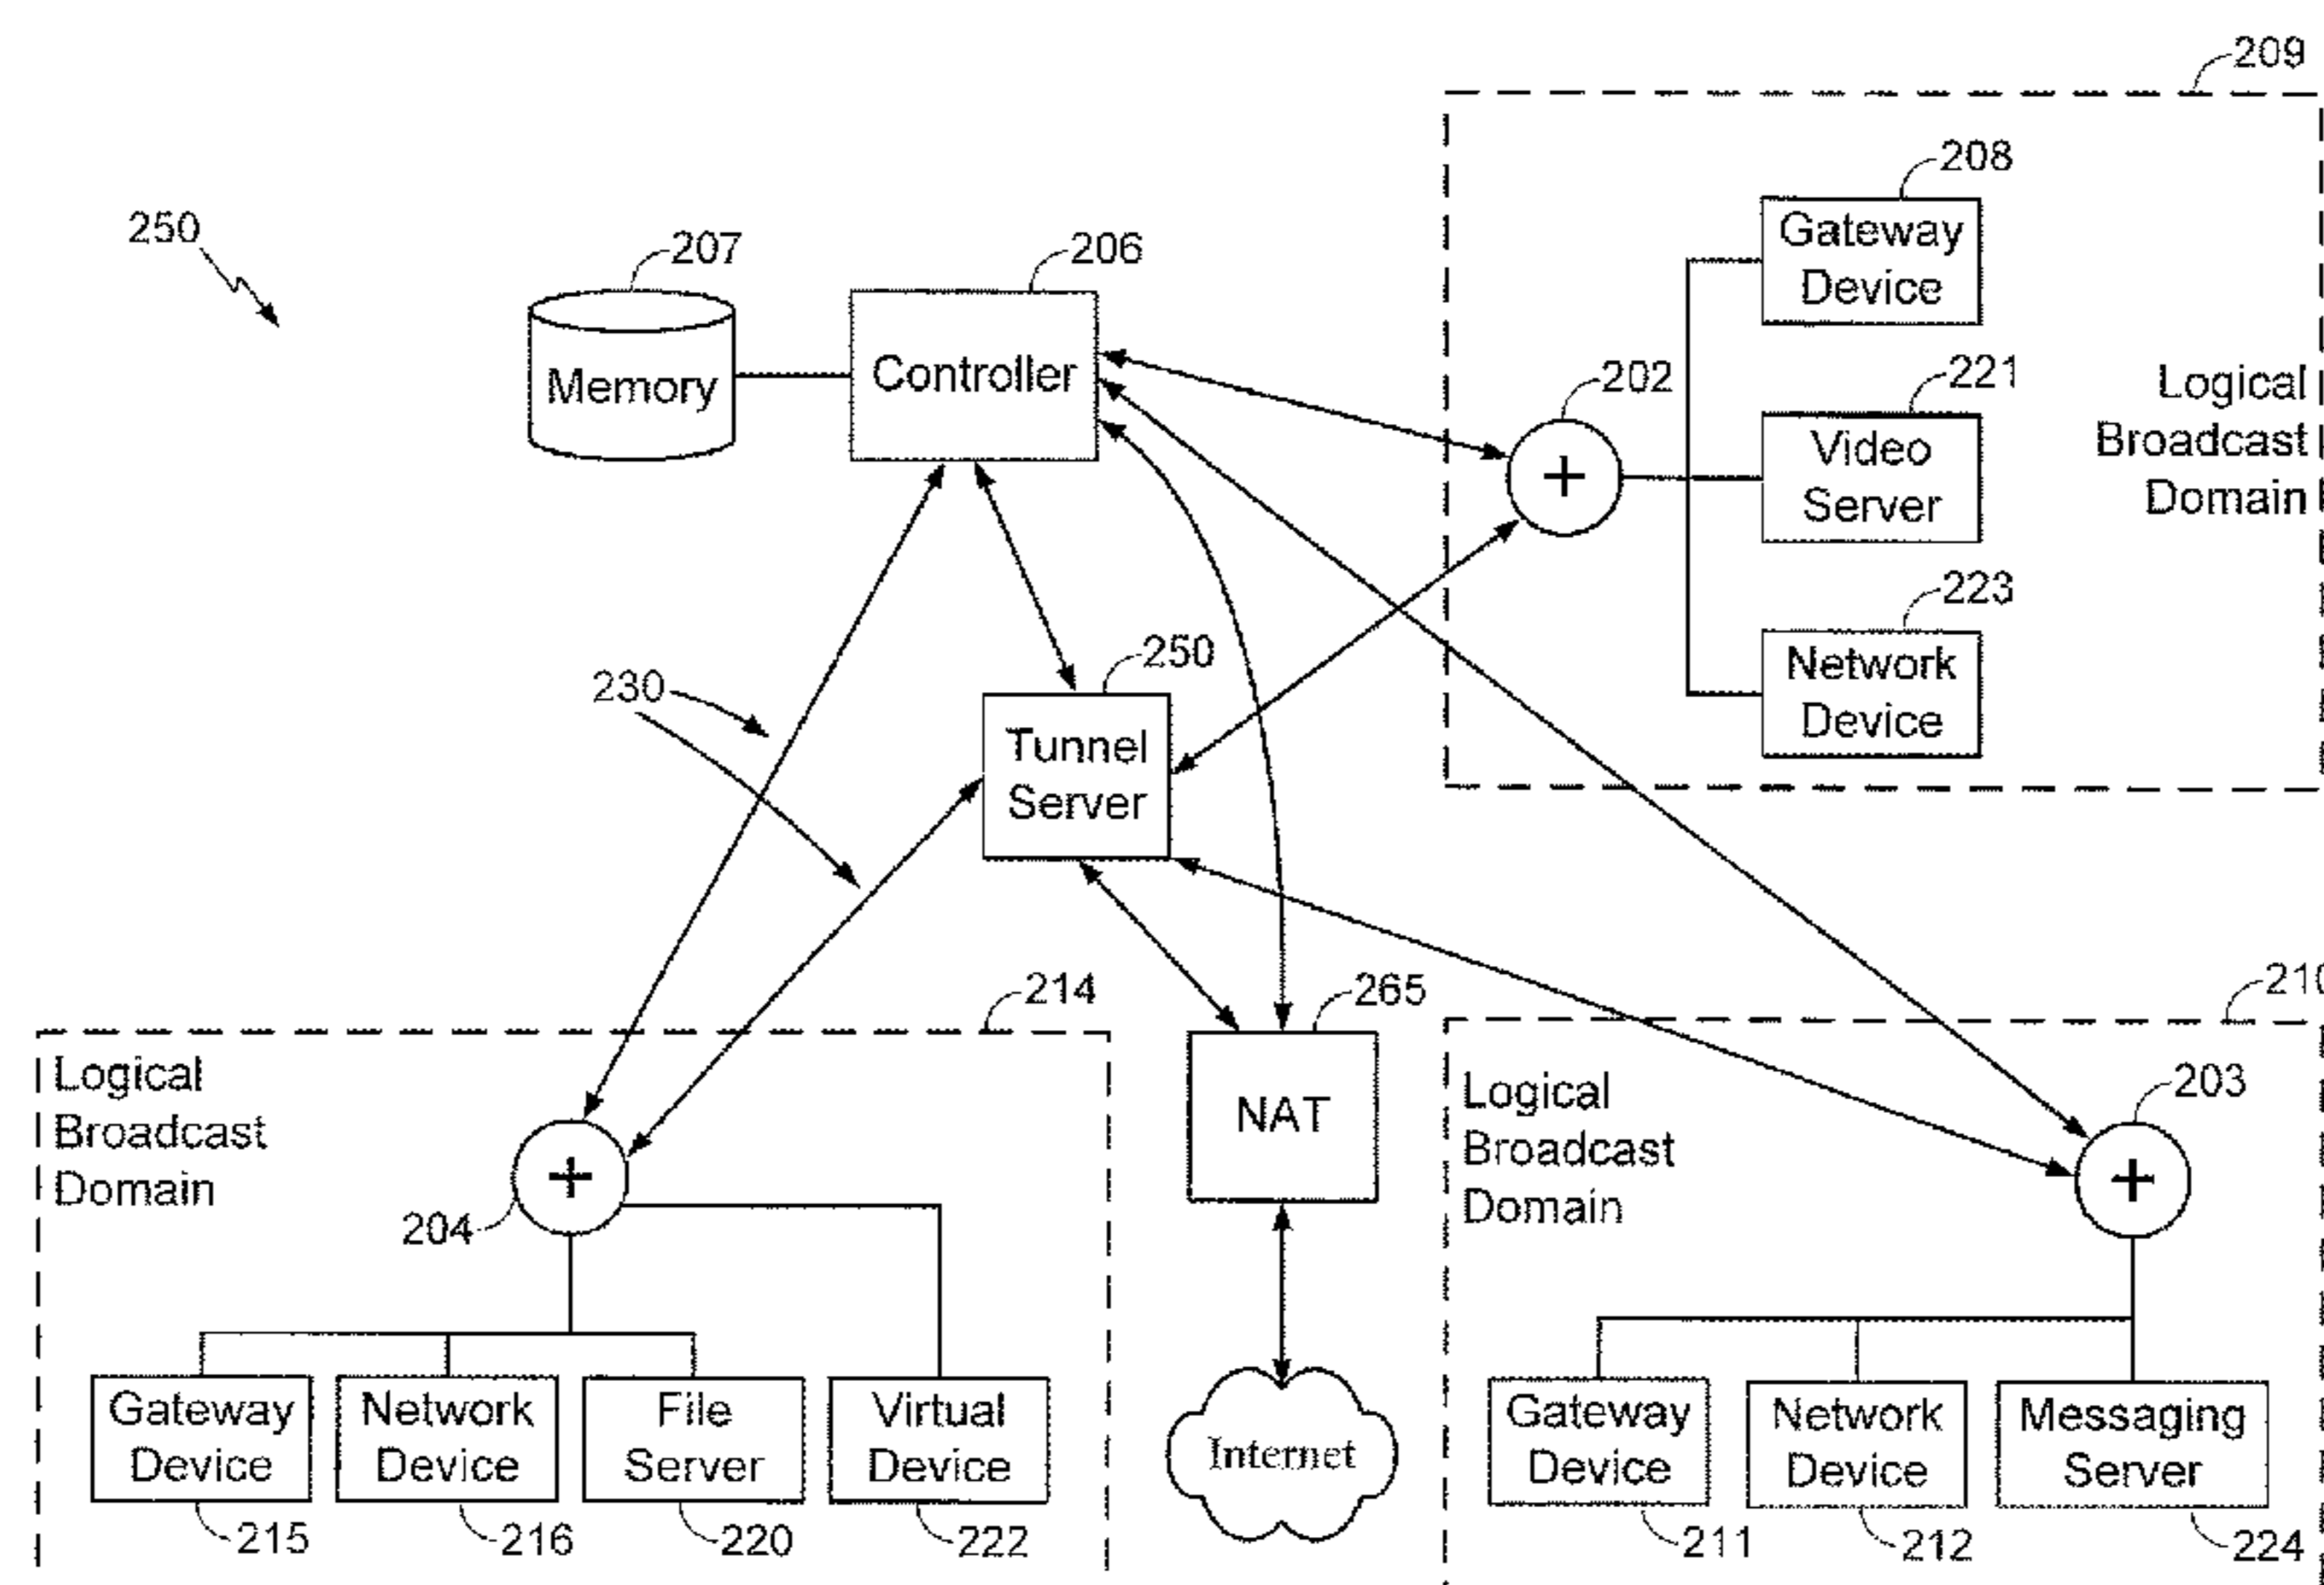 209
208
Gateway
Device
250
207
206
Memory
Controller
202
221
Video
Server
Logical
Broadcast
Domain
223
Network
Device
230
250
Tunnel
Server
214
265
210
Logical
Broadcast
Domain
NAT
Logical
Broadcast
Domain
203
204
+
+
+
Gateway
Device
Network
Device
File
Server
Virtual
Device
Internet
Gateway
Device
Network
Device
Messaging
Server
215
216
220
222
211
212
224